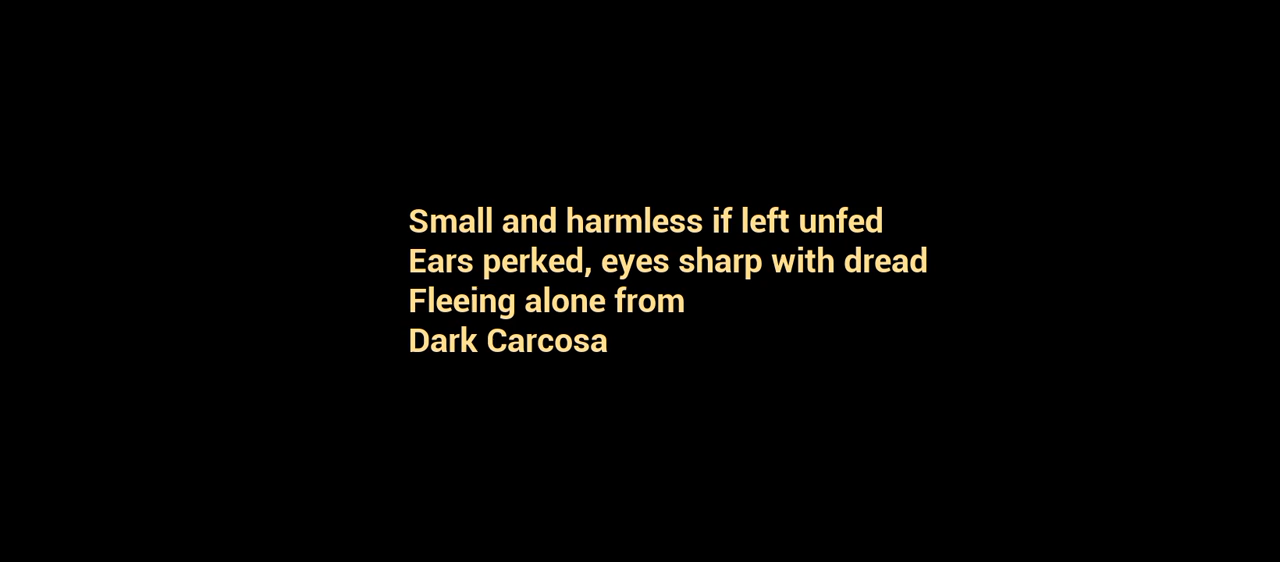 Small and harmless if left unfed
Ears perked, eyes sharp with dread
Fleeing alone from
Dark Carcosa